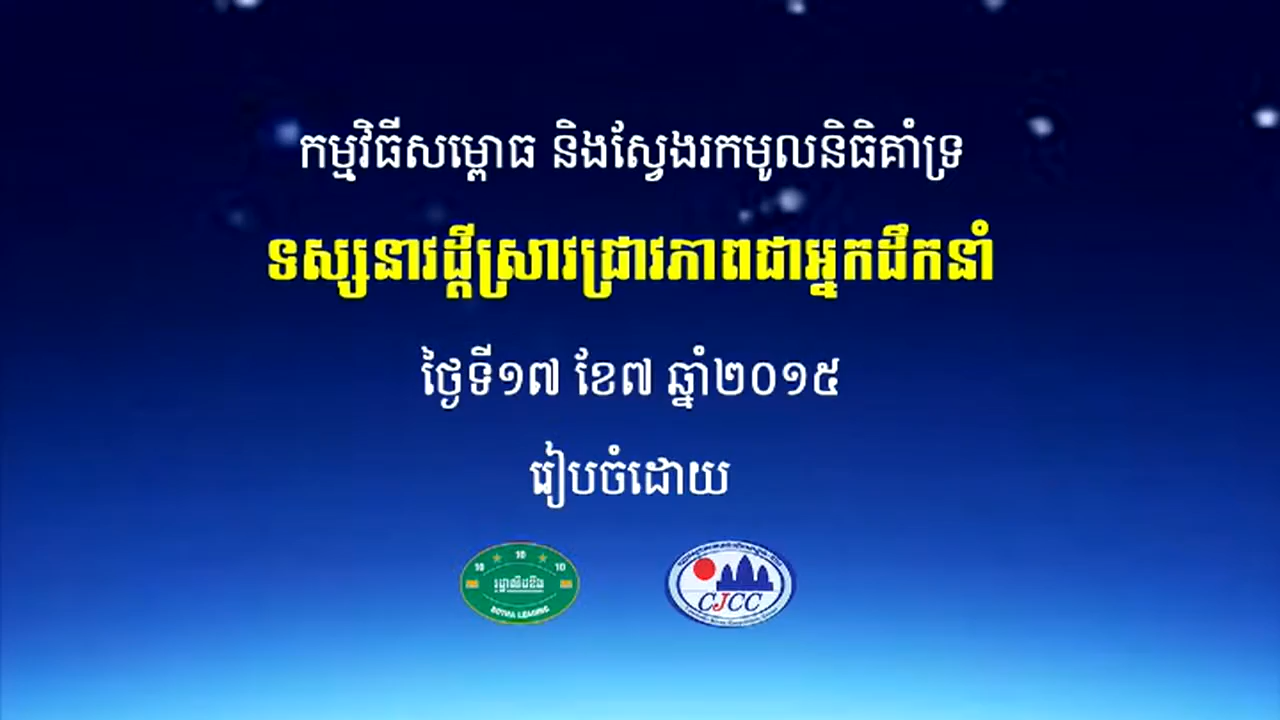 កម្មវិធីសម្ពោធ និងស្វែងរកមូលនិធិគាំទ្រ
ទស្សនាវដ្ដីស្រាវជ្រាវភាពជាអ្នកដឹកនាំ
ថ្ងៃទី១៧ ខែ៧ ឆ្នាំ២០១៥
រៀបចំដោយ
10 10 10
CJCC